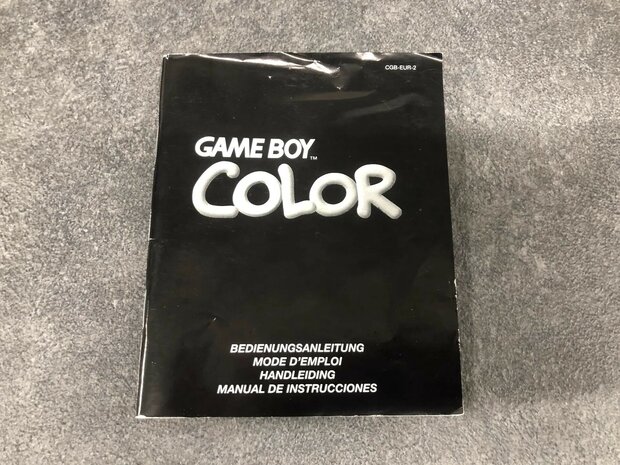 CGB-EUR-2
GAME BOY™
COLOR
BEDIENUNGSANLEITUNG
MODE D'EMPLOI
HANDLEIDING
MANUAL DE INSTRUCCIONES